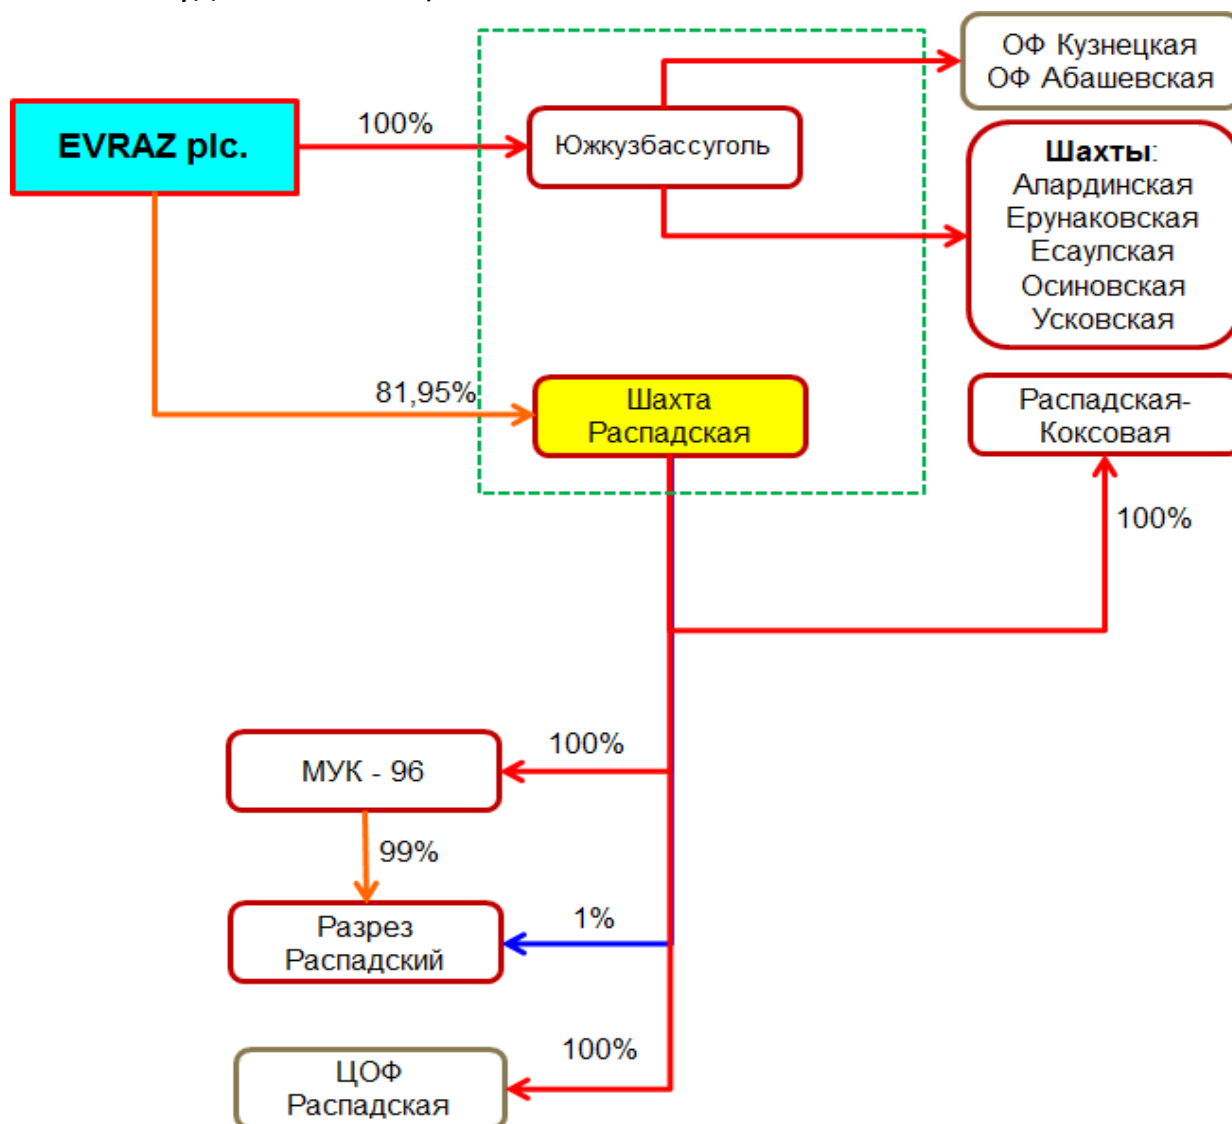 ОФ Кузнецкая
ОФ Абашевская
EVRAZ plc.
100%
Южкузбассуголь
Шахты:
Алардинская
Ерунаковская
Есаулская
Осиновская
Усковская
81,95%
Шахта
Распадская
Распадская-
Коксовая
100%
МУК - 96
100%
99%
Разрез
Распадский
1%
ЦОФ
Распадская
100%